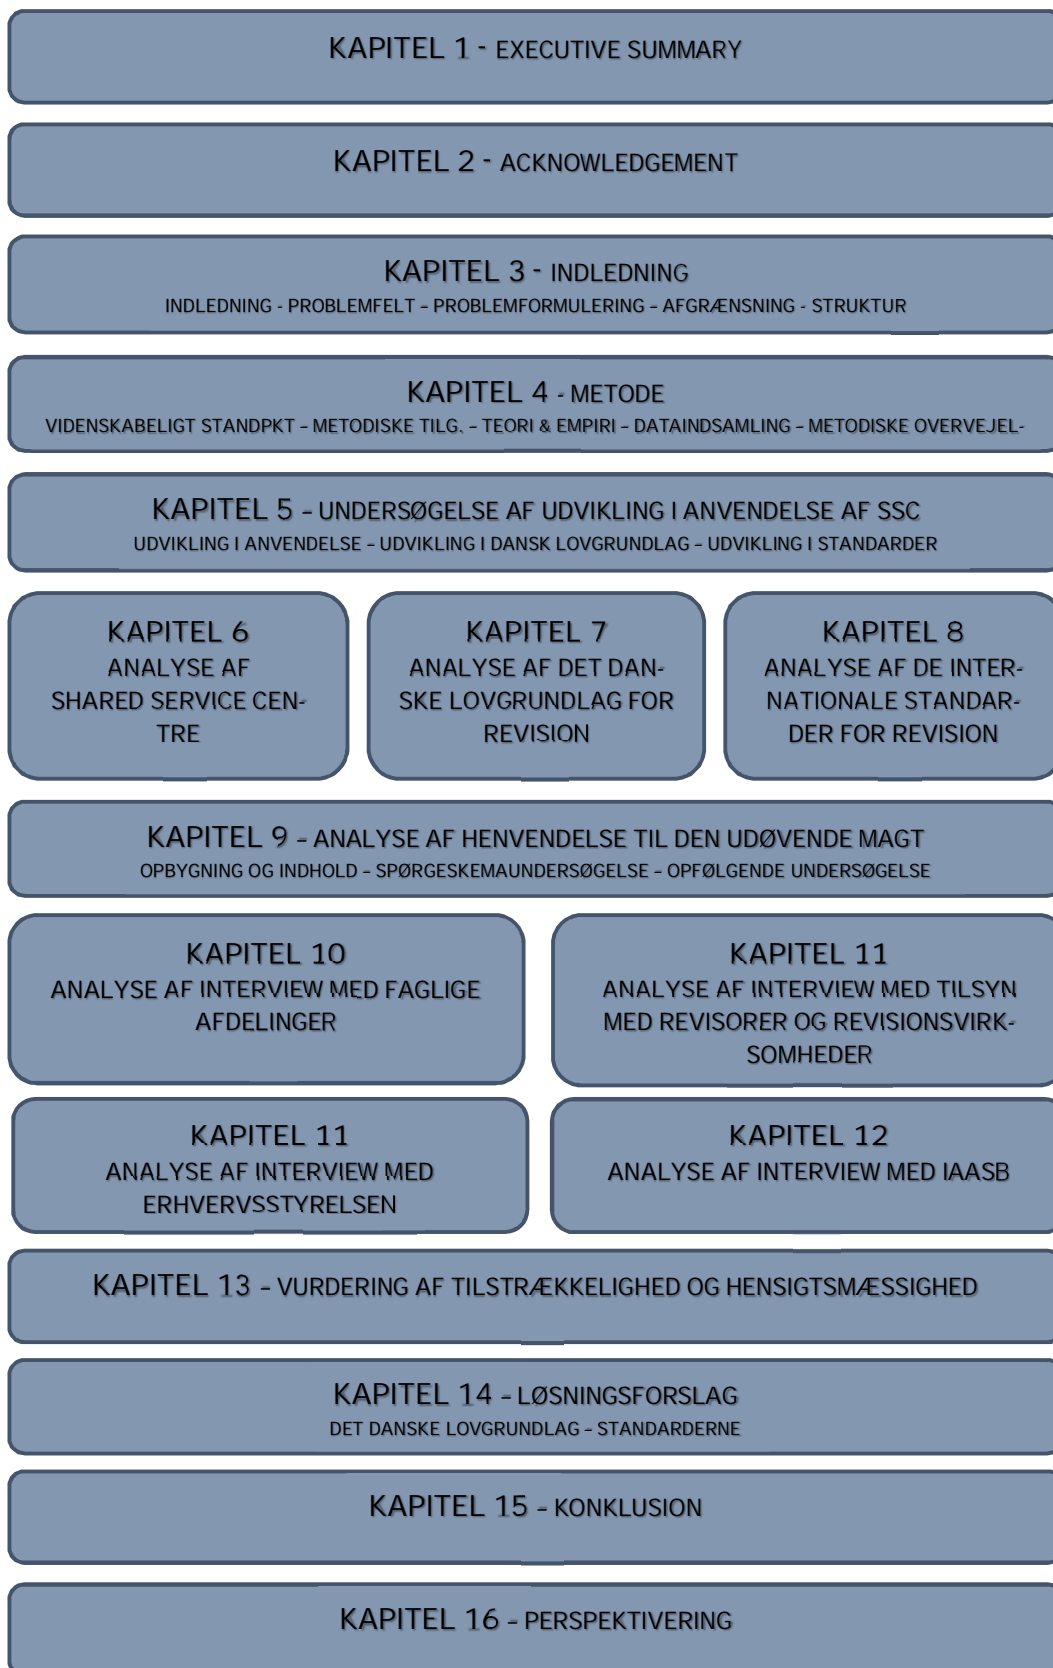 KAPITEL 1 - EXECUTIVE SUMMARY
KAPITEL 2 - ACKNOWLEDGEMENT
KAPITEL 3 - INDLEDNING
INDLEDNING - PROBLEMFELT – PROBLEMFORMULERING – AFGRÆNSNING - STRUKTUR
KAPITEL 4 - METODE
VIDENSKABELIGT STANDPKT – METODISKE TILG. – TEORI & EMPIRI – DATAINDSAMLING – METODISKE OVERVEJEL-
KAPITEL 5 – UNDERSØGELSE AF UDVIKLING I ANVENDELSE AF SSC
UDVIKLING I ANVENDELSE – UDVIKLING I DANSK LOVGRUNDLAG – UDVIKLING I STANDARDER
KAPITEL 6
ANALYSE AF
SHARED SERVICE CEN-
TRE
KAPITEL 7
ANALYSE AF DET DAN-
SKE LOVGRUNDLAG FOR
REVISION
KAPITEL 8
ANALYSE AF DE INTER-
NATIONALE STANDAR-
DER FOR REVISION
KAPITEL 9 – ANALYSE AF HENVENDELSE TIL DEN UDØVENDE MAGT
OPBYGNING OG INDHOLD – SPØRGESKEMAUNDERSØGELSE – OPFØLGENDE UNDERSØGELSE
KAPITEL 10
ANALYSE AF INTERVIEW MED FAGLIGE
AFDELINGER
KAPITEL 11
ANALYSE AF INTERVIEW MED TILSYN
MED REVISORER OG REVISIONSVIRK-
SOMHEDER
KAPITEL 11
ANALYSE AF INTERVIEW MED
ERHVERVSSTYRELSEN
KAPITEL 12
ANALYSE AF INTERVIEW MED IAASB
KAPITEL 13 – VURDERING AF TILSTRÆKKELIGHED OG HENSIGTSMÆSSIGHED
KAPITEL 14 – LØSNINGSFORSLAG
DET DANSKE LOVGRUNDLAG – STANDARDERNE
KAPITEL 15 – KONKLUSION
KAPITEL 16 – PERSPEKTIVERING